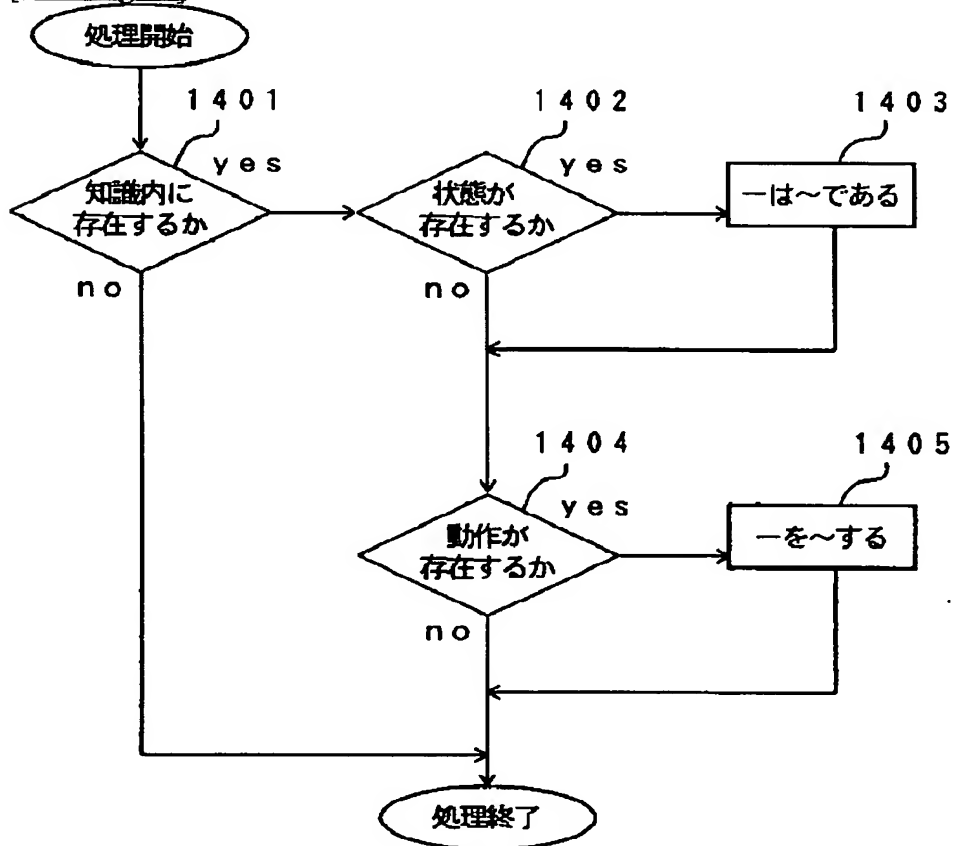 処理開始
1401
1402
1403
yes
yes
知識内に
存在するか
状態が
存在するか
―は～である
no
no
1404
1405
yes
動作が
存在するか
―を～する
no
処理終了